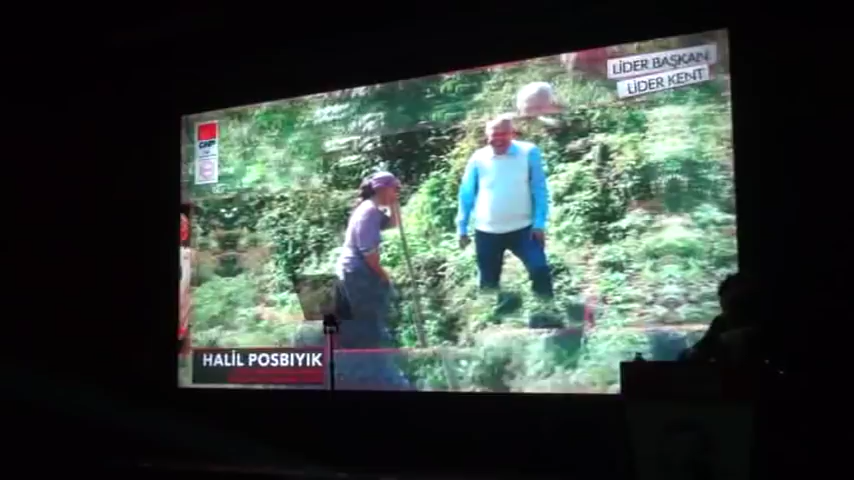 LİDER BAŞKAN
LİDER KENT
CHP
HALİL POSBIYIK